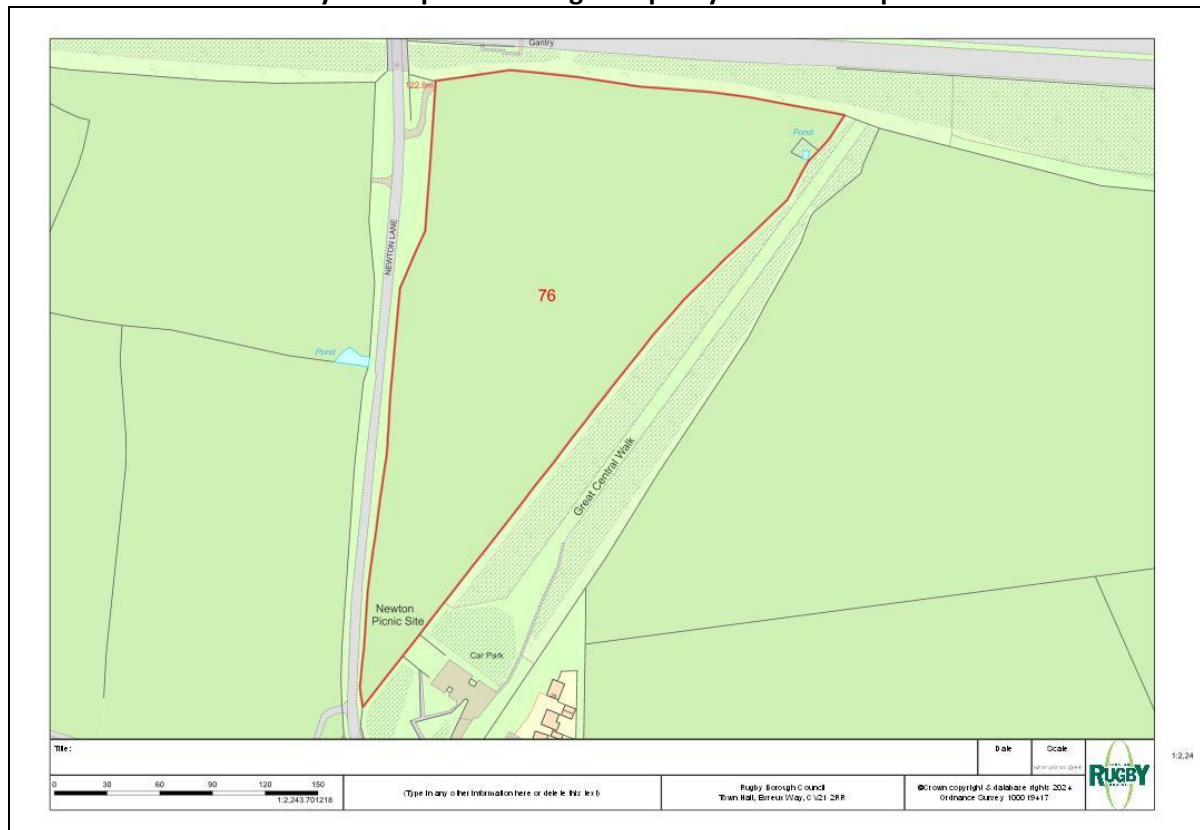 Gantry
122.8m
Pond
NEWTON LANE
76
Pond
Great Central Walk
Newton
Picnic Site
Car Park
Title:
Date
Scale
0 30 60 90 120 150
1:2,243.701218
(Type in any other information here or delete this text)
Rugby Borough Council
Town Hall, Evreux Way, CV21 2RR
©Crown copyright & database rights 2024
Ordnance Survey 100019417
RUGBY
1:2,24